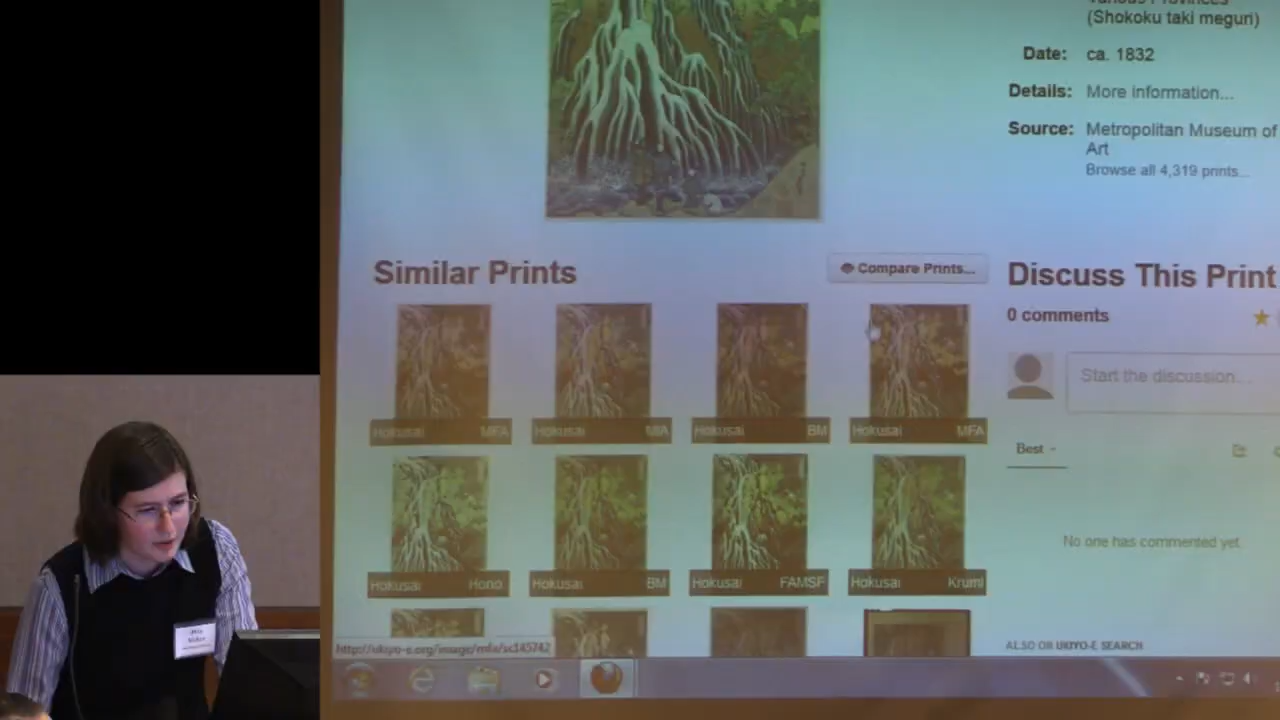 (Shokoku taki meguri)
Date: ca. 1832
Details: More information...
Source: Metropolitan Museum of
Art
Browse all 4,319 prints...
Similar Prints
Compare Prints...
Discuss This Print
0 comments
Start the discussion...
Hokusai MFA
Hokusai MIA
Hokusai BM
Hokusai MFA
Best
Hokusai Hono
Hokusai BM
Hokusai FAMSF
Hokusai Kruml
No one has commented yet.
ALSO ON UKIYO-E SEARCH
http://ukiyo-e.org/image/mfa/sc145742